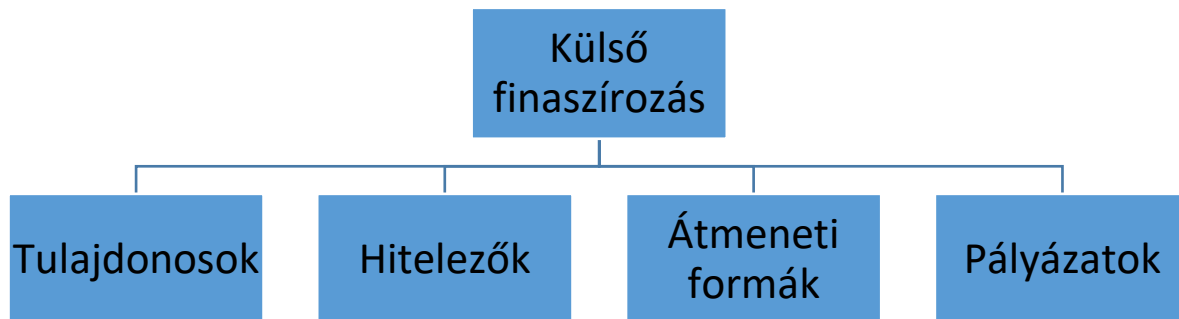 Külső
finaszírozás
Tulajdonosok
Hitelezők
Átmeneti
formák
Pályázatok